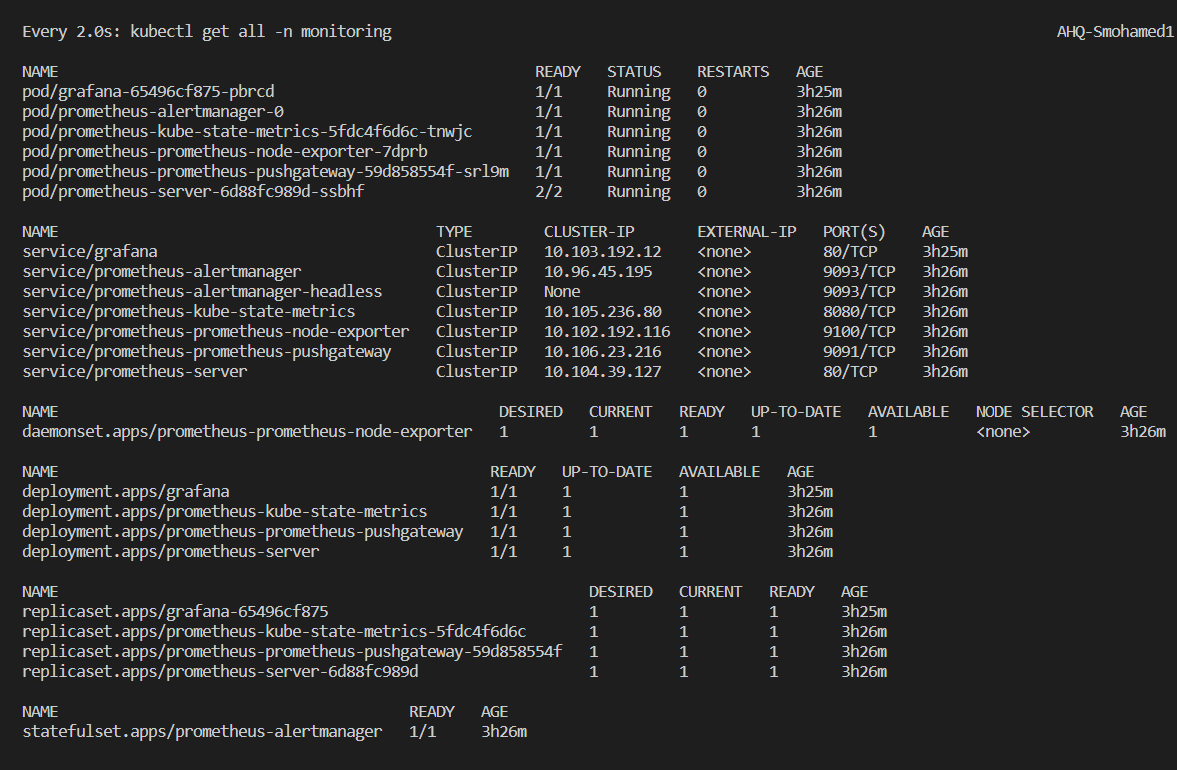 Every 2.0s: kubectl get all -n monitoring AHQ-Smohamed1
NAME READY STATUS RESTARTS AGE
pod/grafana-65496cf875-pbrcd 1/1 Running 0 3h25m
pod/prometheus-alertmanager-0 1/1 Running 0 3h26m
pod/prometheus-kube-state-metrics-5fdc4f6d6c-tnwjc 1/1 Running 0 3h26m
pod/prometheus-prometheus-node-exporter-7dprb 1/1 Running 0 3h26m
pod/prometheus-prometheus-pushgateway-59d858554f-srl9m 1/1 Running 0 3h26m
pod/prometheus-server-6d88fc989d-ssbhf 2/2 Running 0 3h26m
NAME TYPE CLUSTER-IP EXTERNAL-IP PORT(S) AGE
service/grafana ClusterIP 10.103.192.12 <none> 80/TCP 3h25m
service/prometheus-alertmanager ClusterIP 10.96.45.195 <none> 9093/TCP 3h26m
service/prometheus-alertmanager-headless ClusterIP None <none> 9093/TCP 3h26m
service/prometheus-kube-state-metrics ClusterIP 10.105.236.80 <none> 8080/TCP 3h26m
service/prometheus-prometheus-node-exporter ClusterIP 10.102.192.116 <none> 9100/TCP 3h26m
service/prometheus-prometheus-pushgateway ClusterIP 10.106.23.216 <none> 9091/TCP 3h26m
service/prometheus-server ClusterIP 10.104.39.127 <none> 80/TCP 3h26m
NAME DESIRED CURRENT READY UP-TO-DATE AVAILABLE NODE SELECTOR AGE
daemonset.apps/prometheus-prometheus-node-exporter 1 1 1 1 1 <none> 3h26m
NAME READY UP-TO-DATE AVAILABLE AGE
deployment.apps/grafana 1/1 1 1 3h25m
deployment.apps/prometheus-kube-state-metrics 1/1 1 1 3h26m
deployment.apps/prometheus-prometheus-pushgateway 1/1 1 1 3h26m
deployment.apps/prometheus-server 1/1 1 1 3h26m
NAME DESIRED CURRENT READY AGE
replicaset.apps/grafana-65496cf875 1 1 1 3h25m
replicaset.apps/prometheus-kube-state-metrics-5fdc4f6d6c 1 1 1 3h26m
replicaset.apps/prometheus-prometheus-pushgateway-59d858554f 1 1 1 3h26m
replicaset.apps/prometheus-server-6d88fc989d 1 1 1 3h26m
NAME READY AGE
statefulset.apps/prometheus-alertmanager 1/1 3h26m